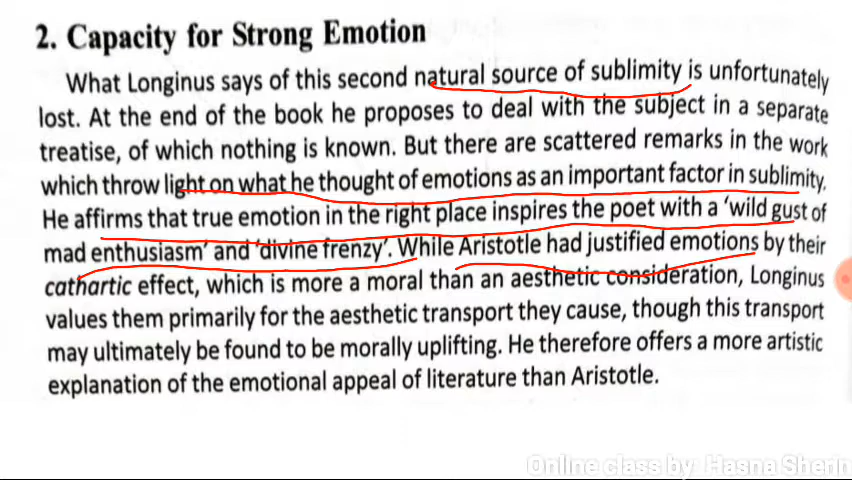 2. Capacity for Strong Emotion
What Longinus says of this second natural source of sublimity is unfortunately
lost. At the end of the book he proposes to deal with the subject in a separate
treatise, of which nothing is known. But there are scattered remarks in the work
which throw light on what he thought of emotions as an important factor in sublimity.
He affirms that true emotion in the right place inspires the poet with a ‘wild gust of
mad enthusiasm’ and ‘divine frenzy’. While Aristotle had justified emotions by their
cathartic effect, which is more a moral than an aesthetic consideration, Longinus
values them primarily for the aesthetic transport they cause, though this transport
may ultimately be found to be morally uplifting. He therefore offers a more artistic
explanation of the emotional appeal of literature than Aristotle.
Online class by Hasna Sherin